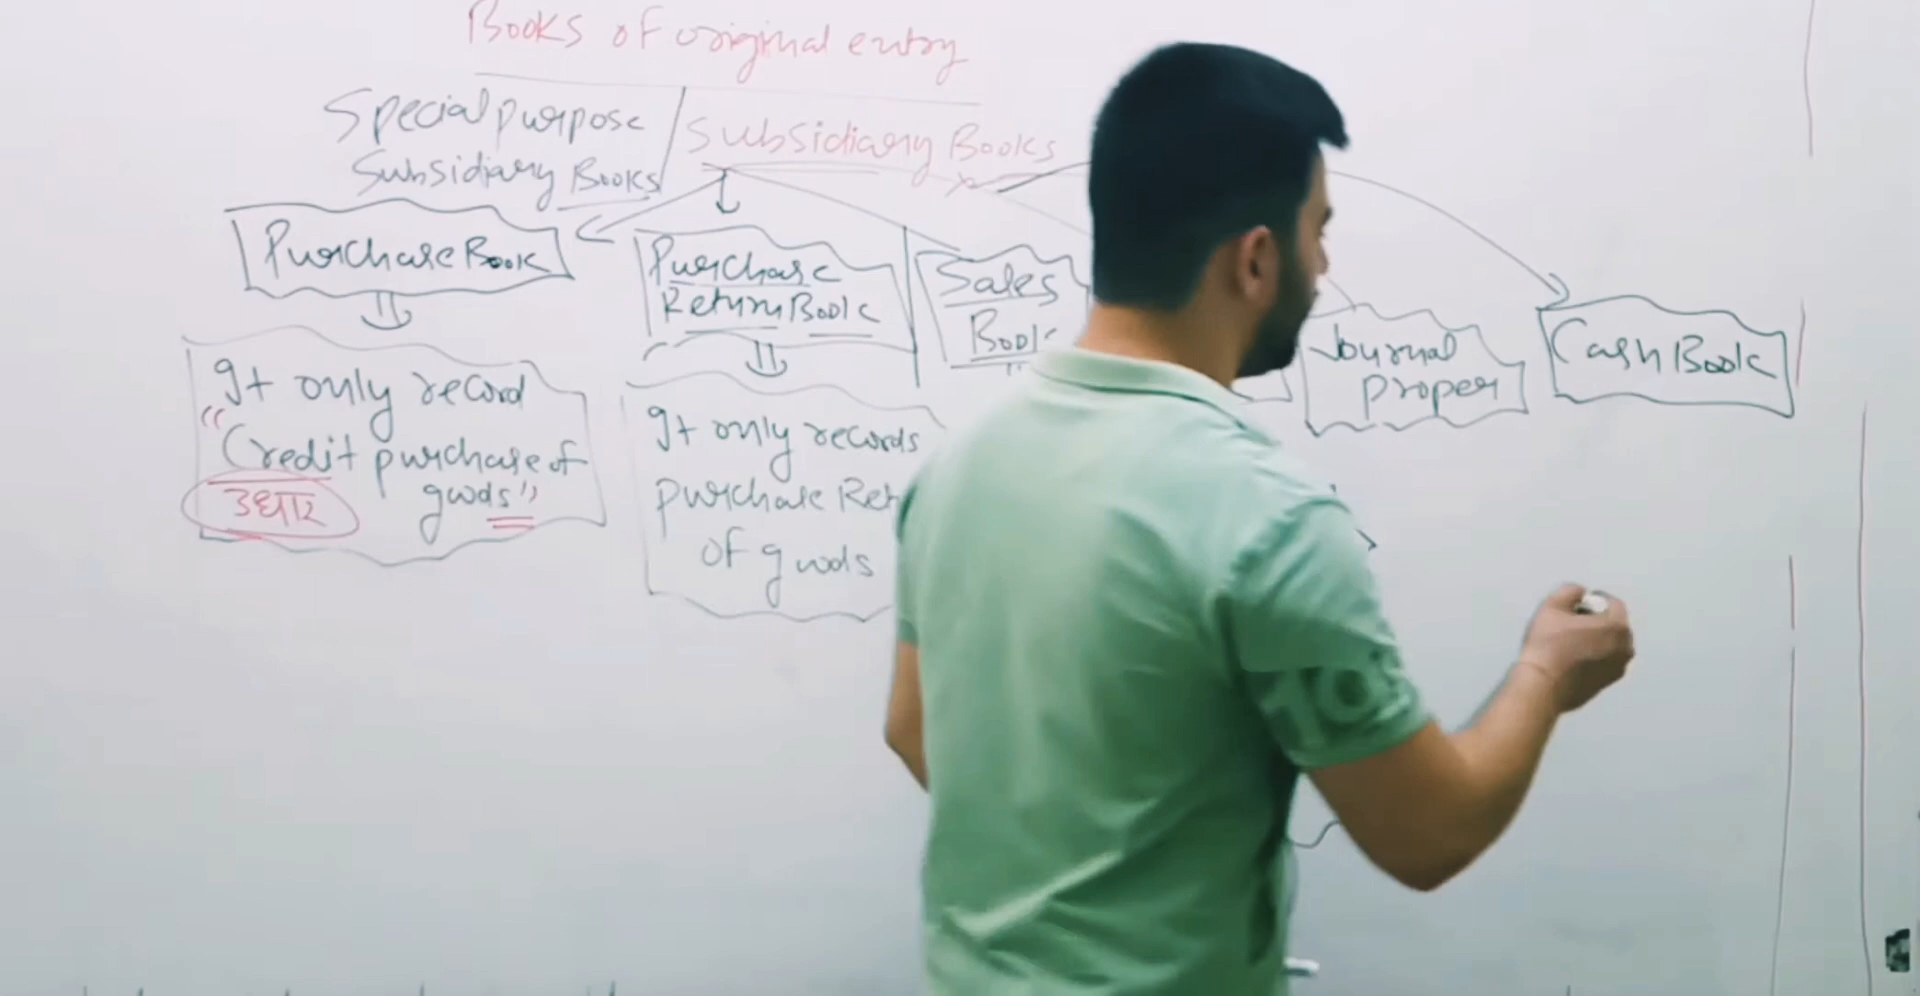 Books of original entry
Special purpose / Subsidiary Books
Subsidiary Books
Purchase Book
Purchase
Return Book
Sales
Book
Journal
proper
Cash Book
It only record
"Credit purchase of
goods"
उधार
It only records
purchase Ret
of goods
10